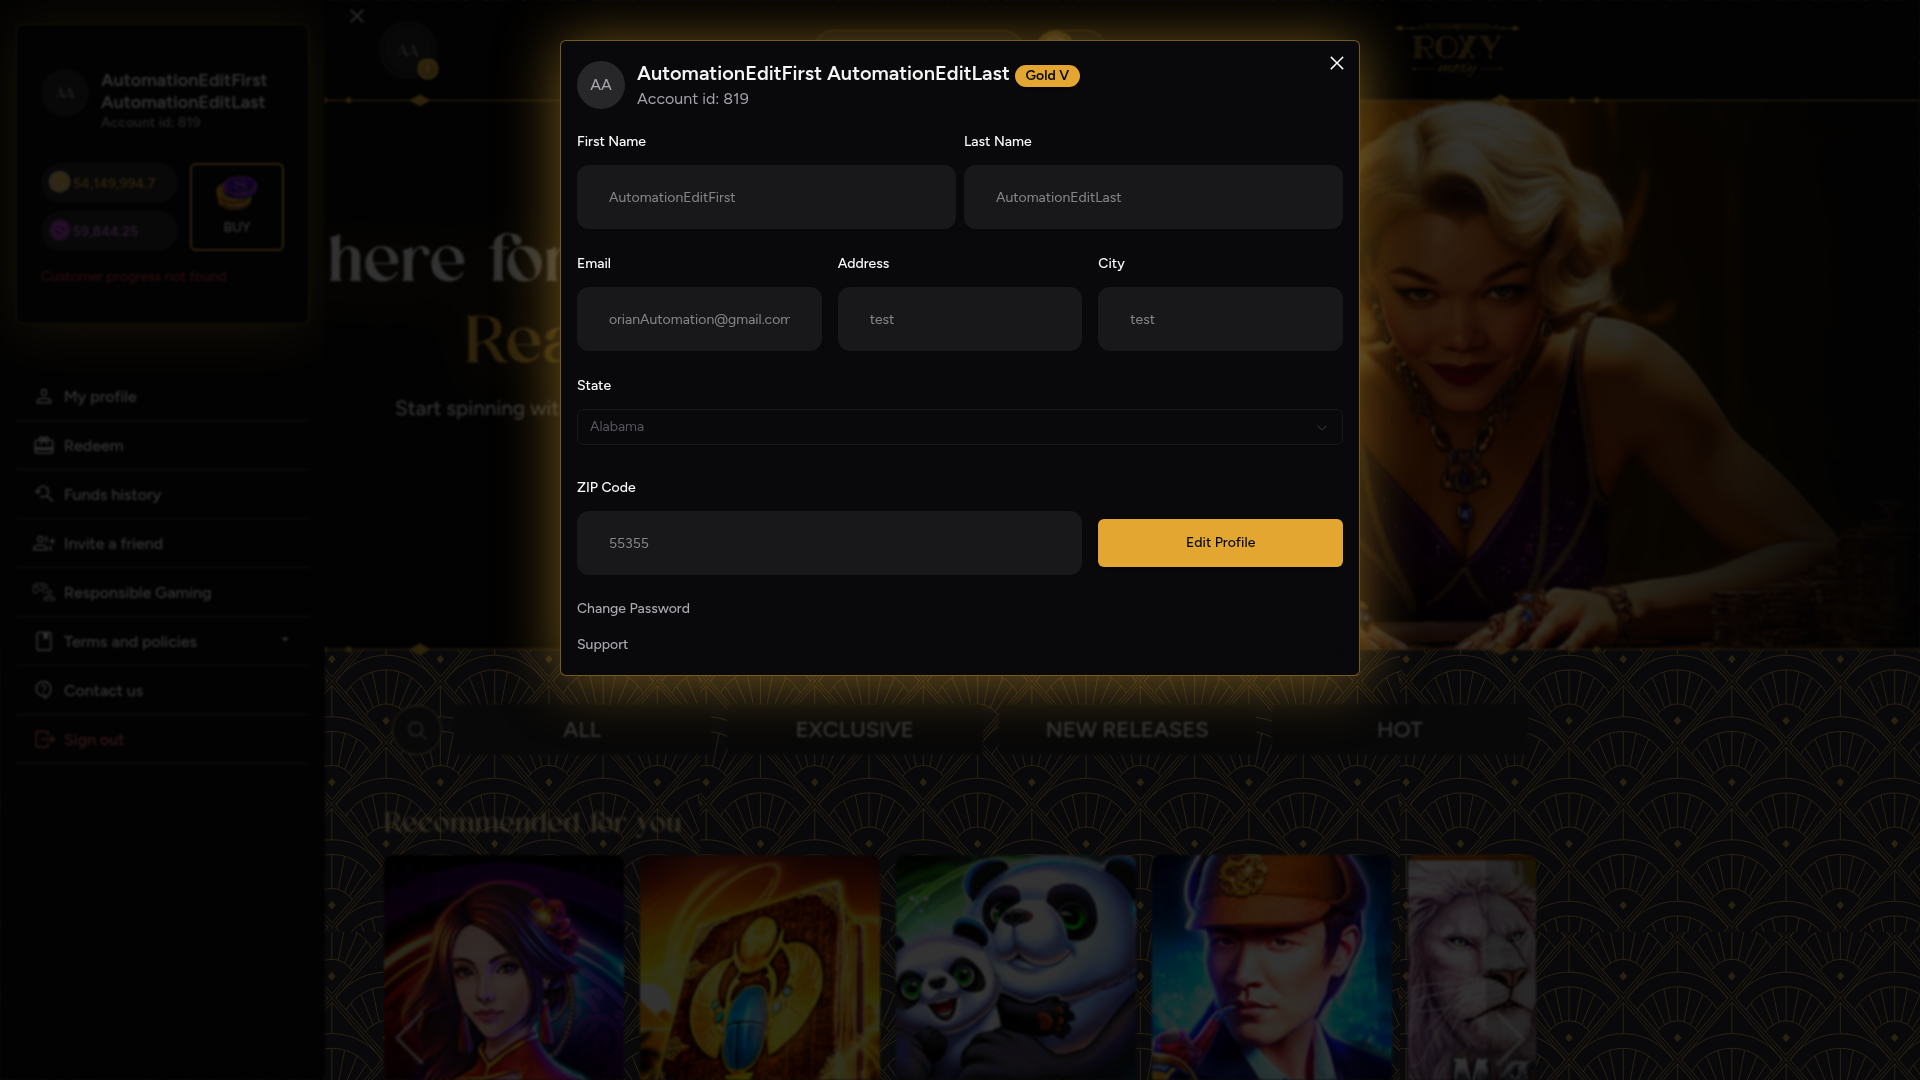 AA
AutomationEditFirst AutomationEditLast Gold V
Account id: 819
First Name
Last Name
AutomationEditFirst
AutomationEditLast
Email
Address
City
orianAutomation@gmail.com
test
test
State
Alabama
ZIP Code
55355
Edit Profile
Change Password
Support
AA
AutomationEditFirst
AutomationEditLast
Account id: 819
54,149,994.7
59,844.25
BUY
Customer progress not found
My profile
Redeem
Funds history
Invite a friend
Responsible Gaming
Terms and policies
Contact us
Sign out
AA
ROXY
moxy
here for
Rea
Start spinning wit
ALL
EXCLUSIVE
NEW RELEASES
HOT
Recommended for you